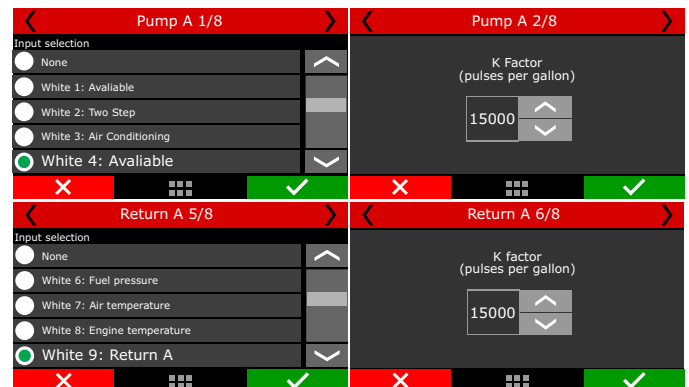 Pump A 1/8
Input selection
None
White 1: Avaliable
White 2: Two Step
White 3: Air Conditioning
White 4: Avaliable
Pump A 2/8
K Factor
(pulses per gallon)
15000
Return A 5/8
Input selection
None
White 6: Fuel pressure
White 7: Air temperature
White 8: Engine temperature
White 9: Return A
Return A 6/8
K factor
(pulses per gallon)
15000